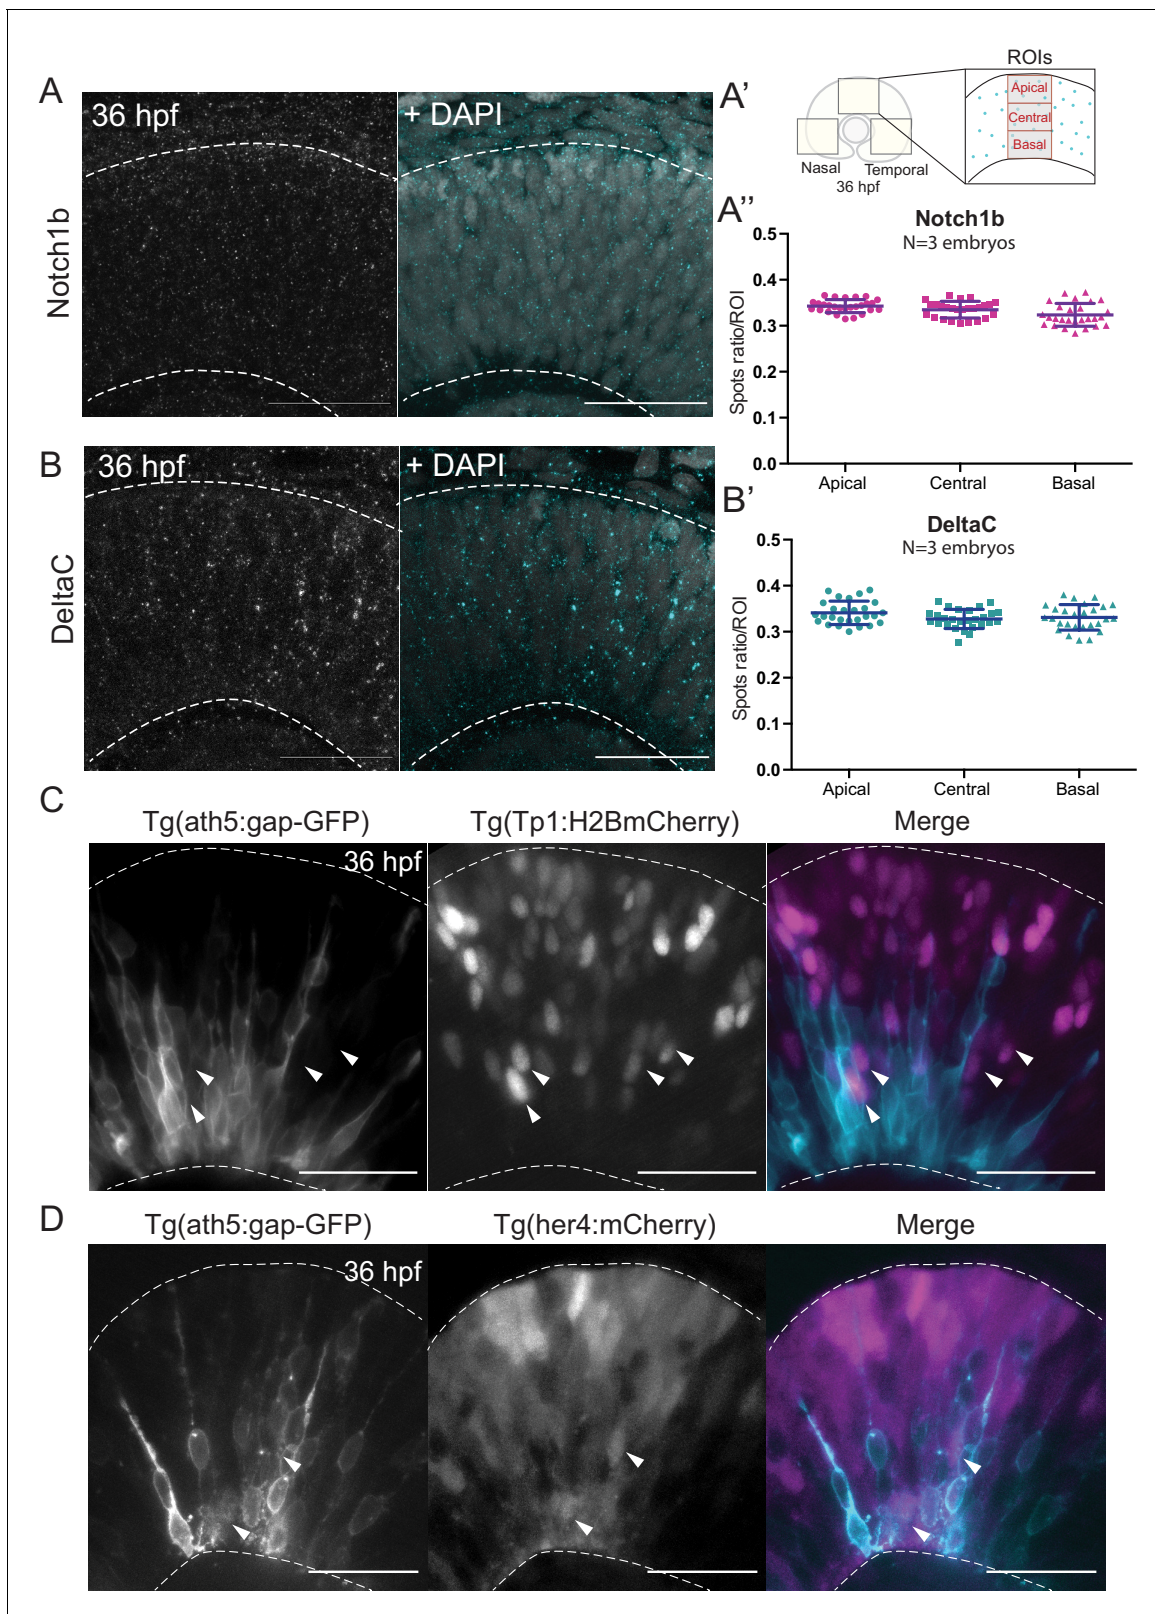 A
36 hpf
+ DAPI
Notch1b
A'
ROIs
Apical
Central
Basal
Nasal
Temporal
36 hpf
A''
Notch1b
N=3 embryos
Spots ratio/ROI
0.5
0.4
0.3
0.2
0.1
0.0
Apical
Central
Basal
B
36 hpf
+ DAPI
DeltaC
B'
DeltaC
N=3 embryos
Spots ratio/ROI
0.5
0.4
0.3
0.2
0.1
0.0
Apical
Central
Basal
C
Tg(ath5:gap-GFP)
Tg(Tp1:H2BmCherry)
Merge
36 hpf
D
Tg(ath5:gap-GFP)
Tg(her4:mCherry)
Merge
36 hpf